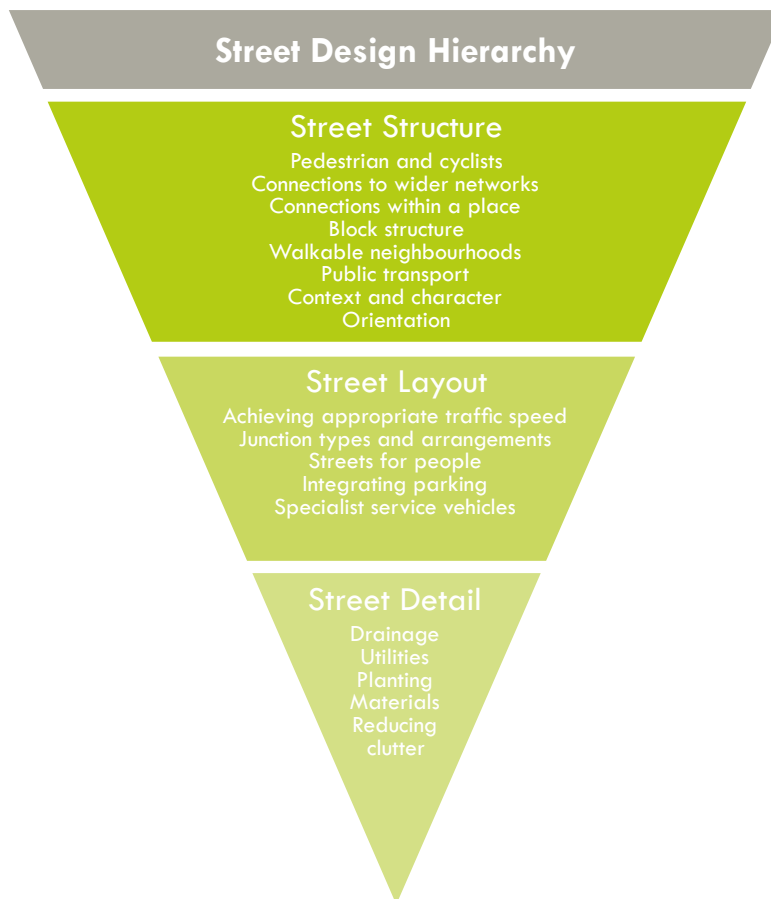 Street Design Hierarchy
Street Structure
Pedestrian and cyclists
Connections to wider networks
Connections within a place
Block structure
Walkable neighbourhoods
Public transport
Context and character
Orientation
Street Layout
Achieving appropriate traffic speed
Junction types and arrangements
Streets for people
Integrating parking
Specialist service vehicles
Street Detail
Drainage
Utilities
Planting
Materials
Reducing
clutter